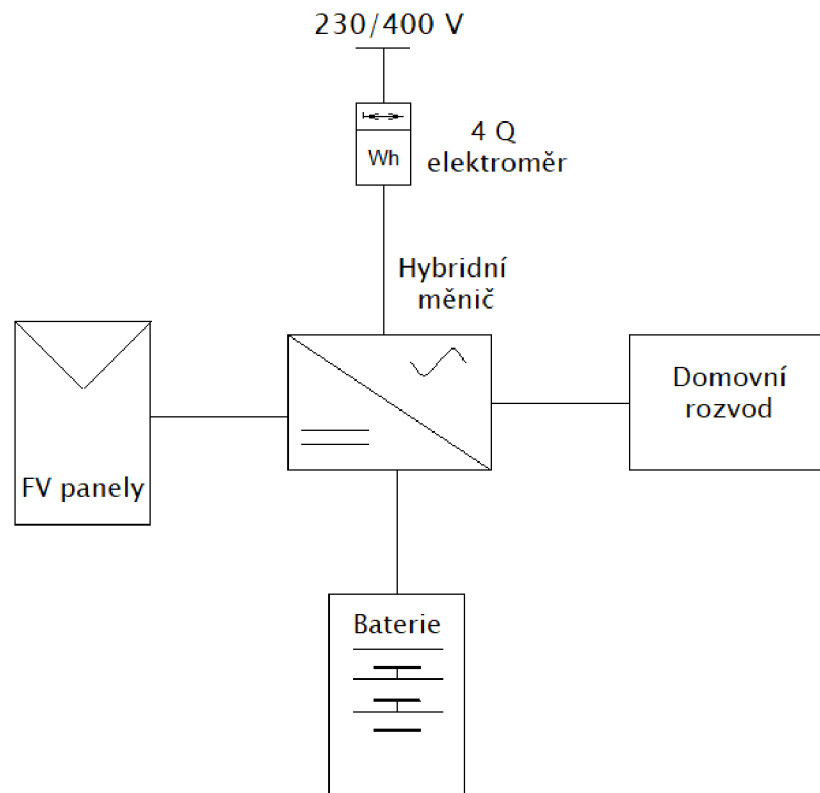 230/400 V
4 Q
elektroměr
Wh
Hybridní
měnič
Domovní
rozvod
FV panely
Baterie